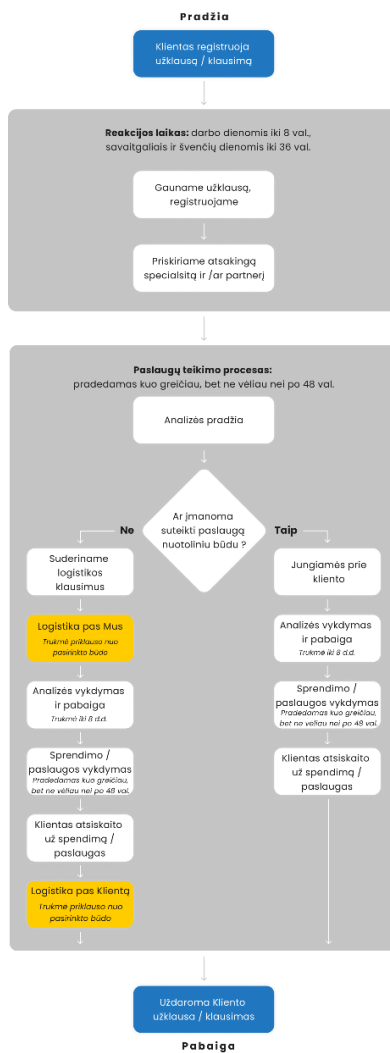 Pradžia
Klientas registruoja
užklausą / klausimą
Reakcijos laikas: darbo dienomis iki 8 val.,
savaitgaliais ir švenčių dienomis iki 36 val.
Gauname užklausą,
registruojame
Priskiriame atsakingą
specialsitą ir /ar partnerį
Paslaugų teikimo procesas:
pradedamas kuo greičiau, bet ne vėliau nei po 48 val.
Analizės pradžia
Ar įmanoma
suteikti paslaugą
nuotoliniu būdu ?
Ne
Suderiname
logistikos
klausimus
Logistika pas Mus
Trukmė priklauso nuo
pasirinkto būdo
Analizės vykdymas
ir pabaiga
Trukmė iki 8 d.d.
Sprendimo /
paslaugos vykdymas
Pradedamas kuo greičiau,
bet ne vėliau nei po 48 val.
Klientas atsiskaito
už spendimą /
paslaugas
Logistika pas Klientą
Trukmė priklauso nuo
pasirinkto būdo
Taip
Jungiamės prie
kliento
Analizės vykdymas
ir pabaiga
Trukmė iki 8 d.d.
Sprendimo /
paslaugos vykdymas
Pradedamas kuo greičiau,
bet ne vėliau nei po 48 val.
Klientas atsiskaito
už spendimą /
paslaugas
Uždaroma Kliento
užklausa / klausimas
Pabaiga